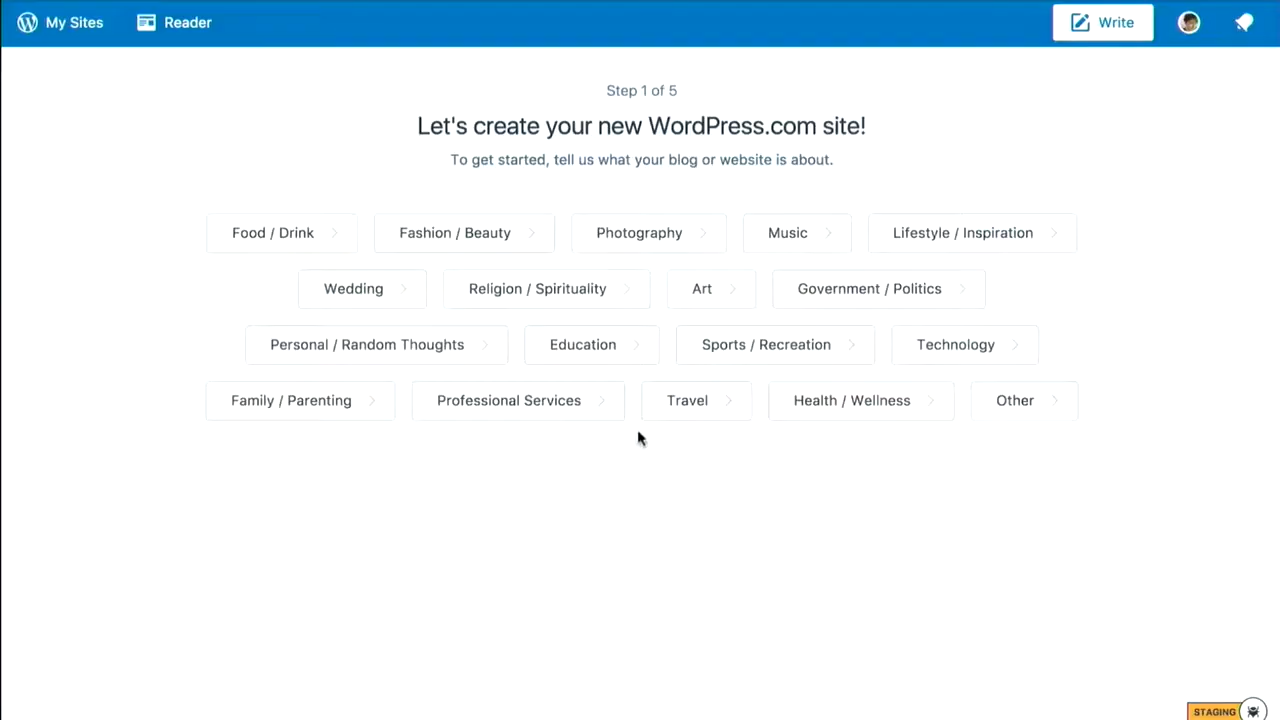 My Sites Reader Write
Step 1 of 5
Let's create your new WordPress.com site!
To get started, tell us what your blog or website is about.
Food / Drink Fashion / Beauty Photography Music Lifestyle / Inspiration
Wedding Religion / Spirituality Art Government / Politics
Personal / Random Thoughts Education Sports / Recreation Technology
Family / Parenting Professional Services Travel Health / Wellness Other
STAGING